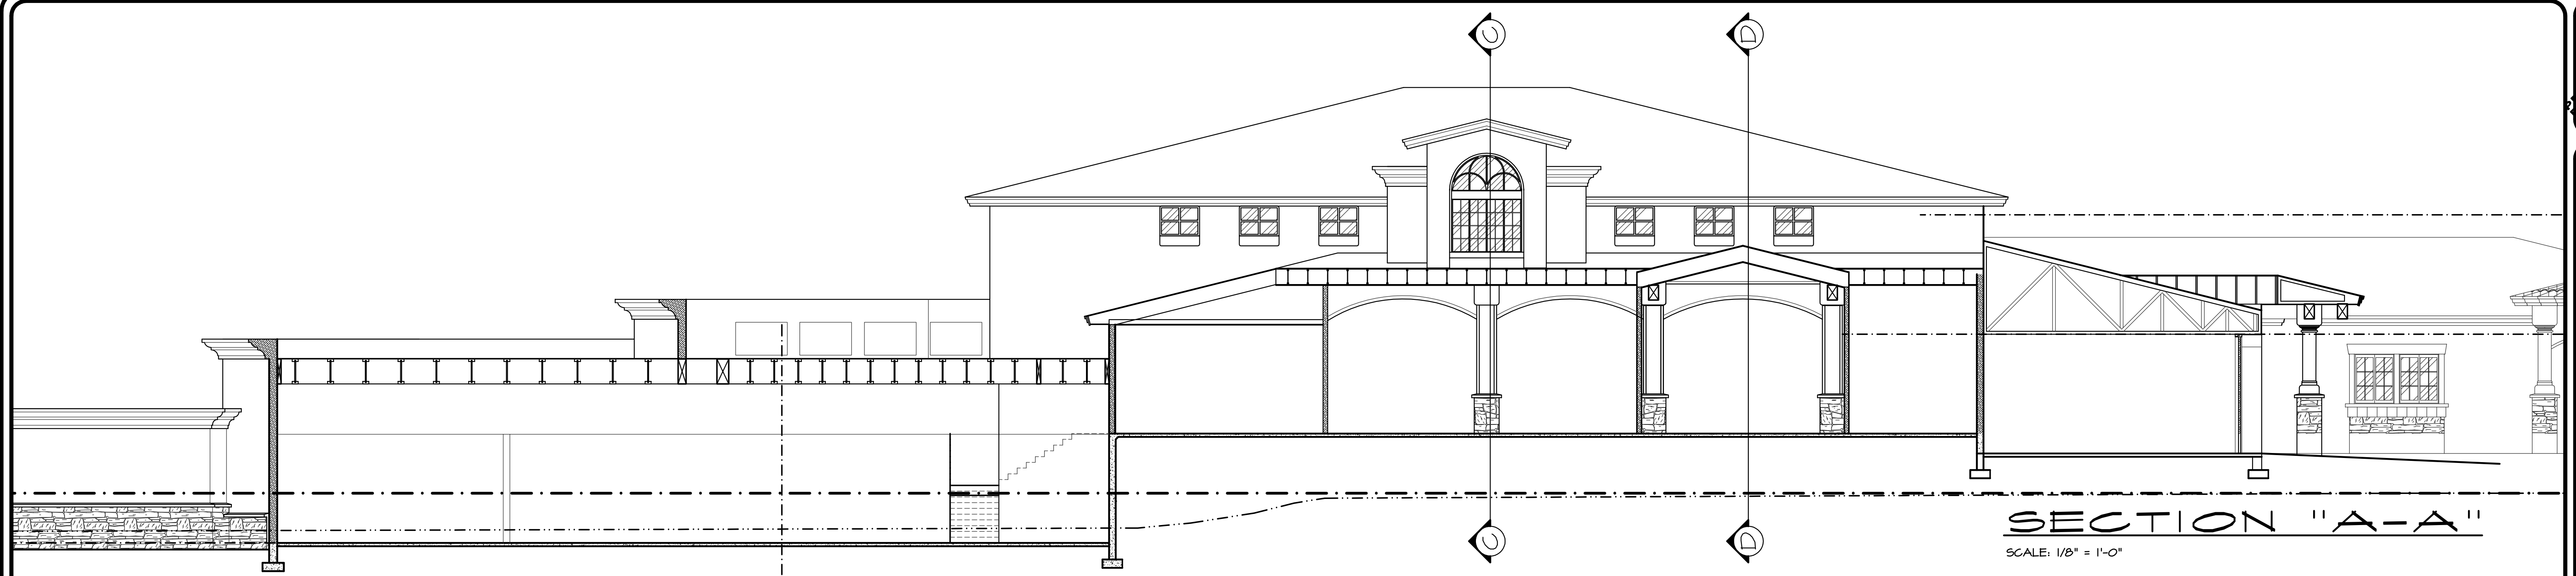 C D
C D
SECTION "A-A"
SCALE: 1/8" = 1'-0"